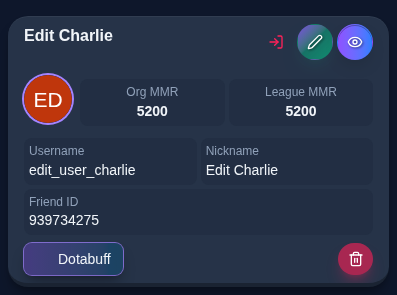 Edit Charlie
ED
Org MMR
5200
League MMR
5200
Username
edit_user_charlie
Nickname
Edit Charlie
Friend ID
939734275
Dotabuff